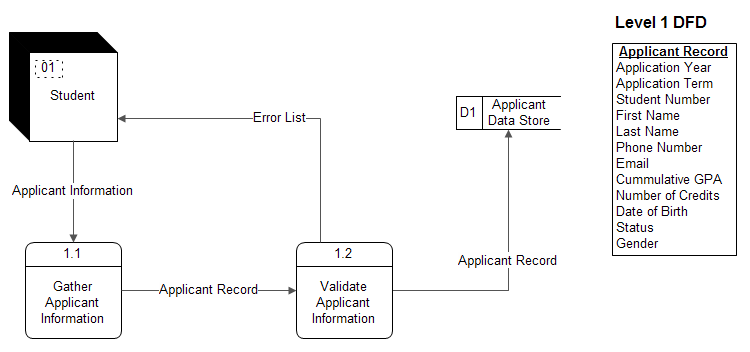 Level 1 DFD
01
Student
Error List
D1
Applicant
Data Store
Applicant Information
1.1
Gather
Applicant
Information
Applicant Record
1.2
Validate
Applicant
Information
Applicant Record
Applicant Record
Application Year
Application Term
Student Number
First Name
Last Name
Phone Number
Email
Cummulative GPA
Number of Credits
Date of Birth
Status
Gender